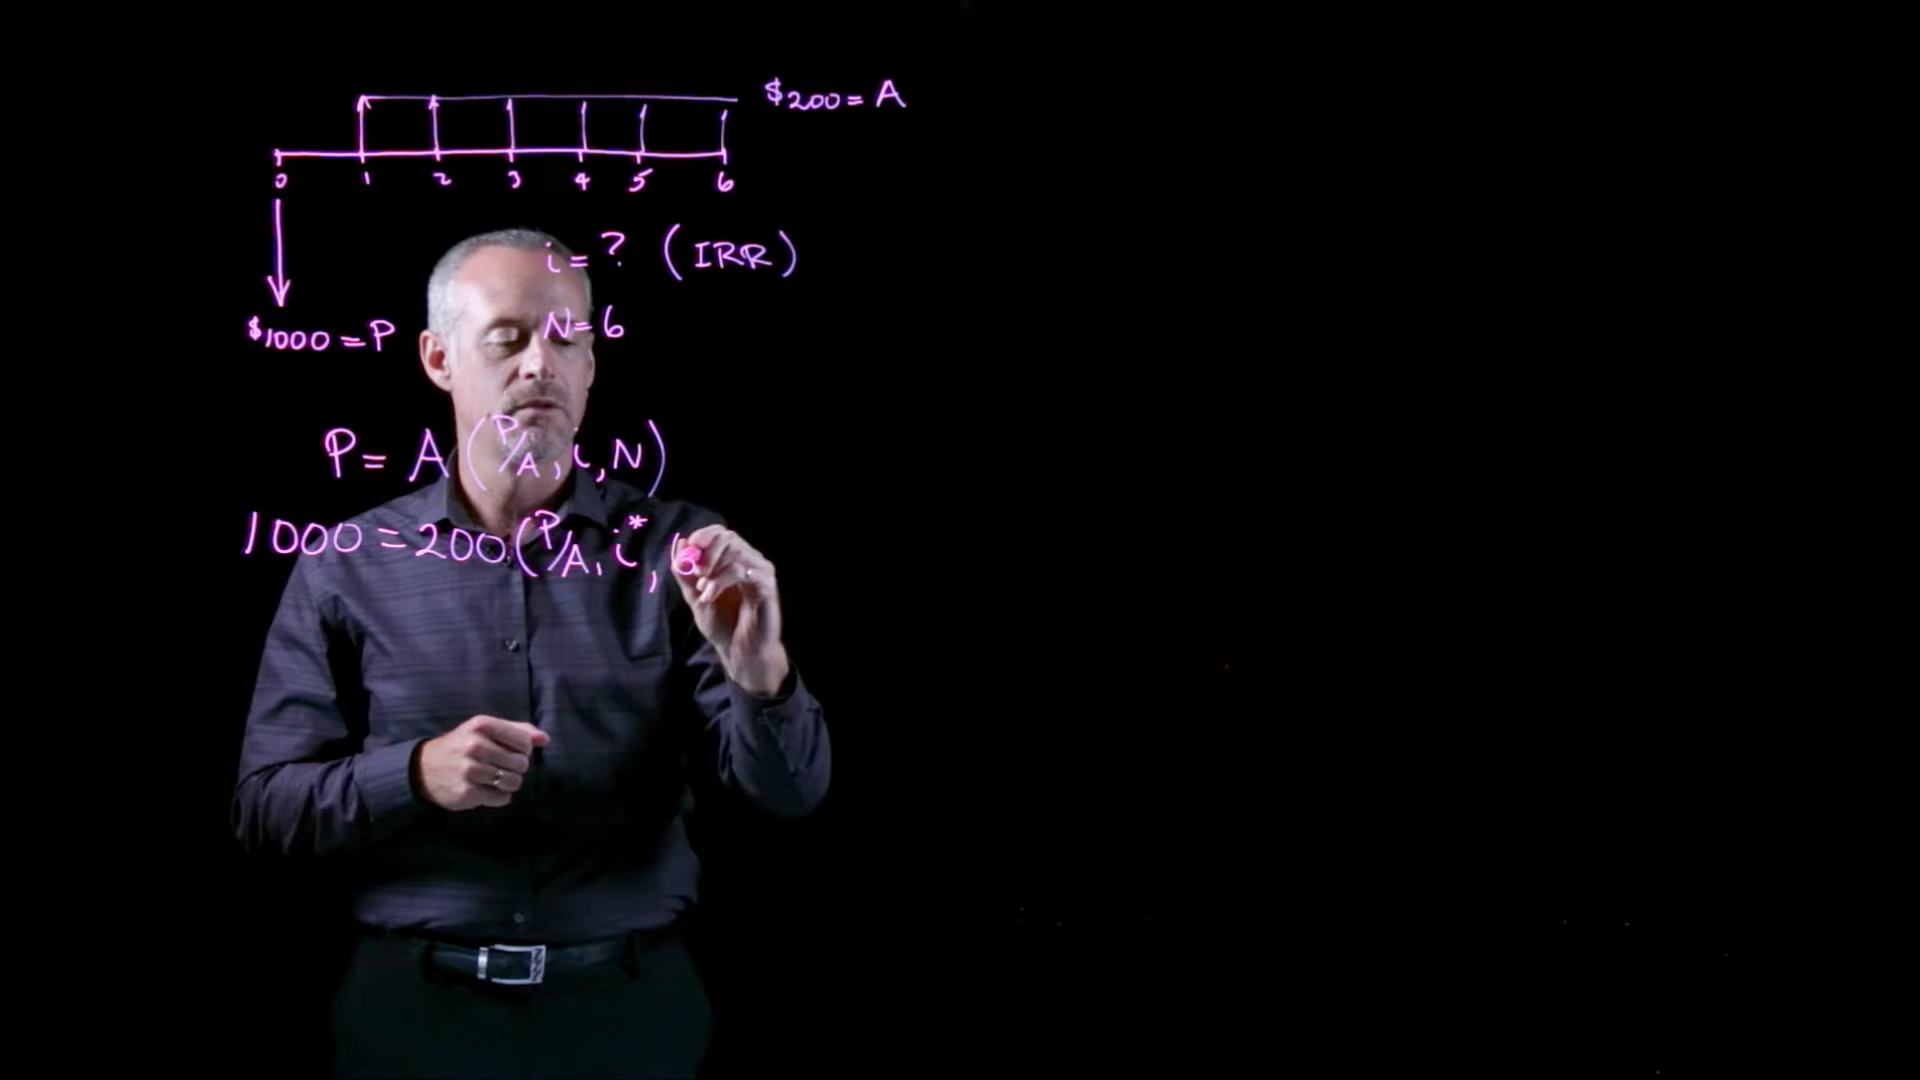 $200 = A
0 1 2 3 4 5 6
i = ? (IRR)
N = 6
$1000 = P
P = A (P/A, i, N)
1000 = 200 (P/A, i*, 6